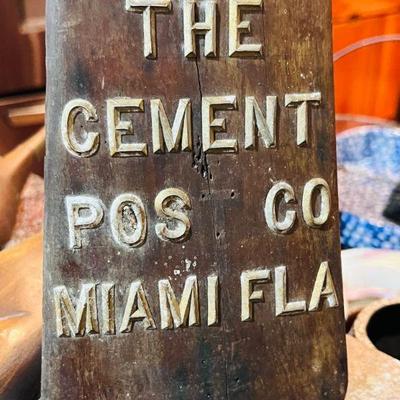 THE
CEMENT
POS CO
MIAMI FLA